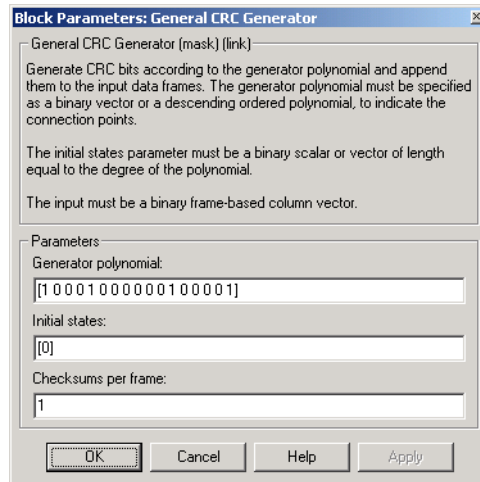 Block Parameters: General CRC Generator
General CRC Generator (mask) (link)
Generate CRC bits according to the generator polynomial and append
them to the input data frames. The generator polynomial must be specified
as a binary vector or a descending ordered polynomial, to indicate the
connection points.
The initial states parameter must be a binary scalar or vector of length
equal to the degree of the polynomial.
The input must be a binary frame-based column vector.
Parameters
Generator polynomial:
[1 0 0 0 1 0 0 0 0 0 0 1 0 0 0 0 1]
Initial states:
[0]
Checksums per frame:
1
OK Cancel Help Apply